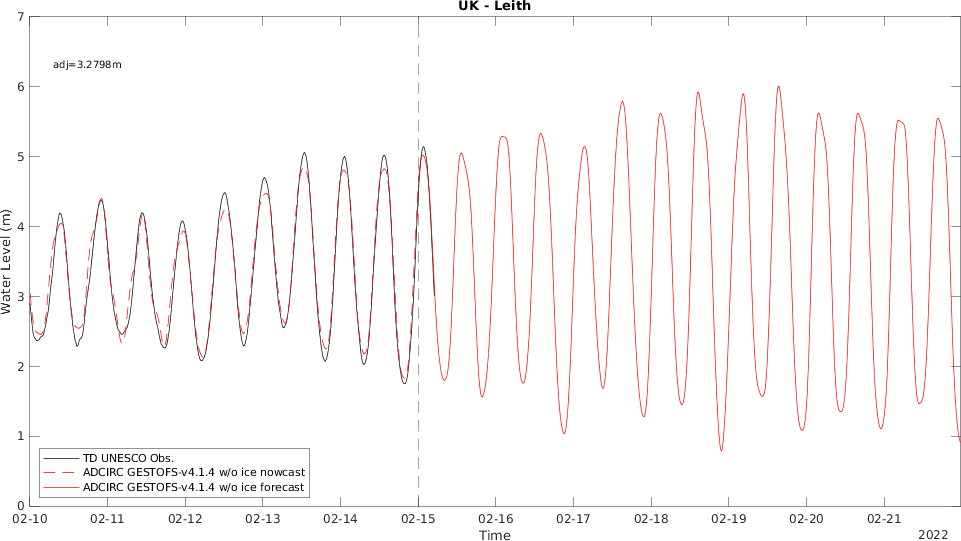 UK - Leith
adj=3.2798m
Water Level (m)
7
6
5
4
3
2
1
0
TD UNESCO Obs.
ADCIRC GESTOFS-v4.1.4 w/o ice nowcast
ADCIRC GESTOFS-v4.1.4 w/o ice forecast
02-10 02-11 02-12 02-13 02-14 02-15 02-16 02-17 02-18 02-19 02-20 02-21
Time
2022